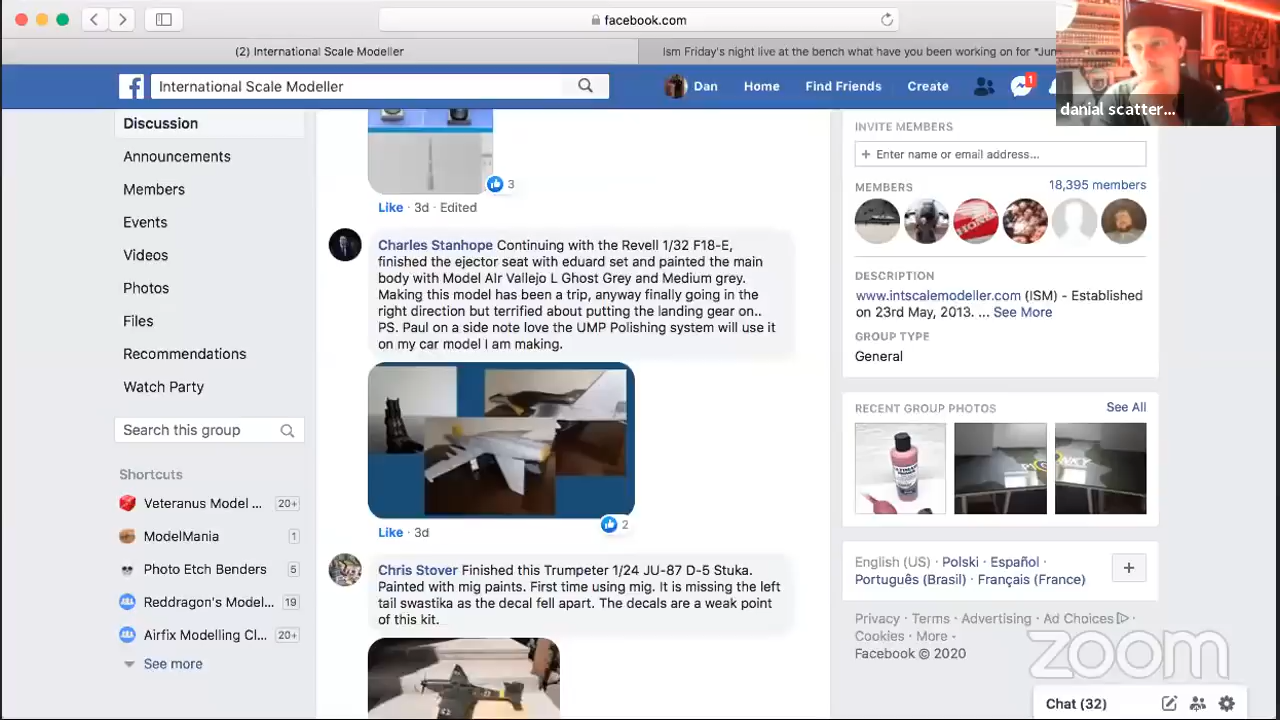 facebook.com
(2) International Scale Modeller
Ism Friday's night live at the bench what have you been working on for "Jun
International Scale Modeller
Dan
Home
Find Friends
Create
1
danial scatter...
Discussion
Announcements
Members
Events
Videos
Photos
Files
Recommendations
Watch Party
Search this group
Shortcuts
Veteranus Model ... 20+
ModelMania 1
Photo Etch Benders 5
Reddragon's Model... 19
Airfix Modelling Cl... 20+
See more
3
Like · 3d · Edited
Charles Stanhope Continuing with the Revell 1/32 F18-E,
finished the ejector seat with eduard set and painted the main
body with Model AIr Vallejo L Ghost Grey and Medium grey.
Making this model has been a trip, anyway finally going in the
right direction but terrified about putting the landing gear on..
PS. Paul on a side note love the UMP Polishing system will use it
on my car model I am making.
Like · 3d
2
Chris Stover Finished this Trumpeter 1/24 JU-87 D-5 Stuka.
Painted with mig paints. First time using mig. It is missing the left
tail swastika as the decal fell apart. The decals are a weak point
of this kit.
INVITE MEMBERS
+ Enter name or email address...
MEMBERS
18,395 members
DESCRIPTION
www.intscalemodeller.com (ISM) - Established
on 23rd May, 2013. ... See More
GROUP TYPE
General
RECENT GROUP PHOTOS
See All
English (US) · Polski · Español ·
Português (Brasil) · Français (France)
+
Privacy · Terms · Advertising · Ad Choices ·
Cookies · More ·
Facebook © 2020
zoom
Chat (32)